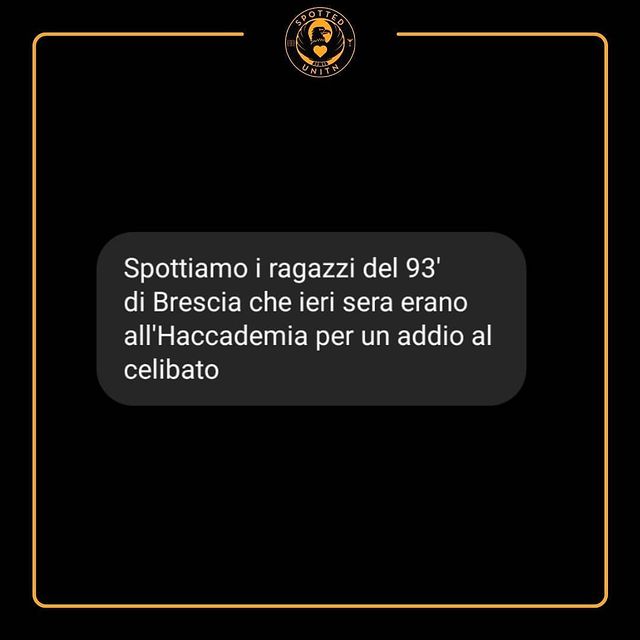 SPOTTED
UNITN
Spottiamo i ragazzi del 93'
di Brescia che ieri sera erano
all'Haccademia per un addio al
celibato